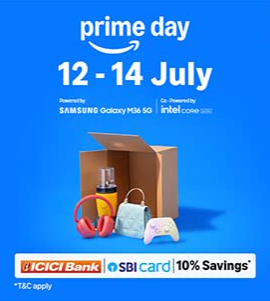 prime day
12 - 14 July
Powered by
SAMSUNG Galaxy M36 5G
Co - Powered by
intel core
ICICI Bank
SBI card
10% Savings*
*T&C apply